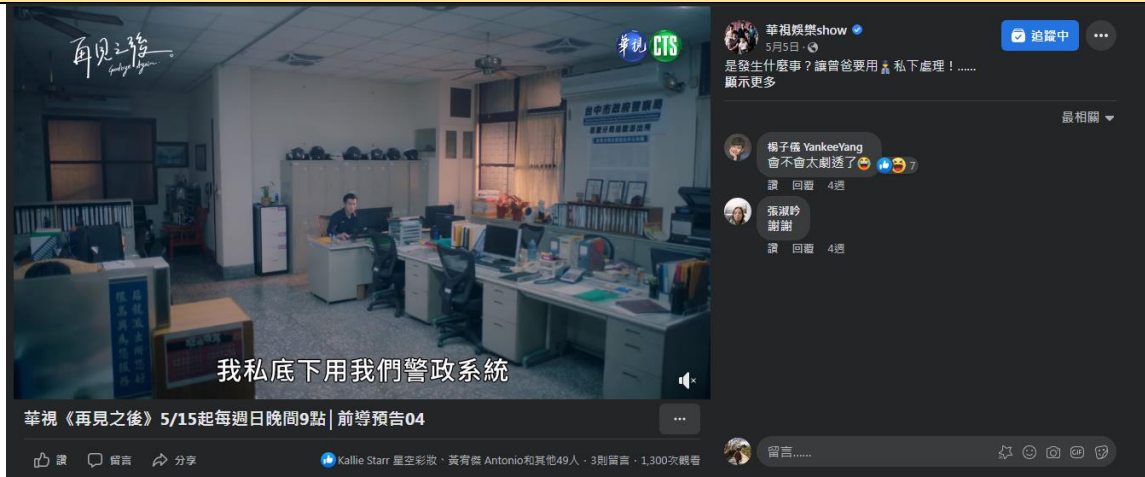 再見之後。
Goodbye Again
華視 CTS
台中市政府警察局
我私底下用我們警政系統
華視《再見之後》5/15起每週日晚間9點│前導預告04
讚 留言 分享
Kallie Starr 星空彩妝、黃宥傑 Antonio和其他49人 · 3則留言 · 1,300次觀看
華視娛樂show
5月5日
追蹤中
是發生什麼事？讓曾爸要用 私下處理！......
顯示更多
最相關
楊子儀 YankeeYang
會不會太劇透了😂
7
讚 回覆 4週
張淑吟
謝謝
讚 回覆 4週
留言......
GIF